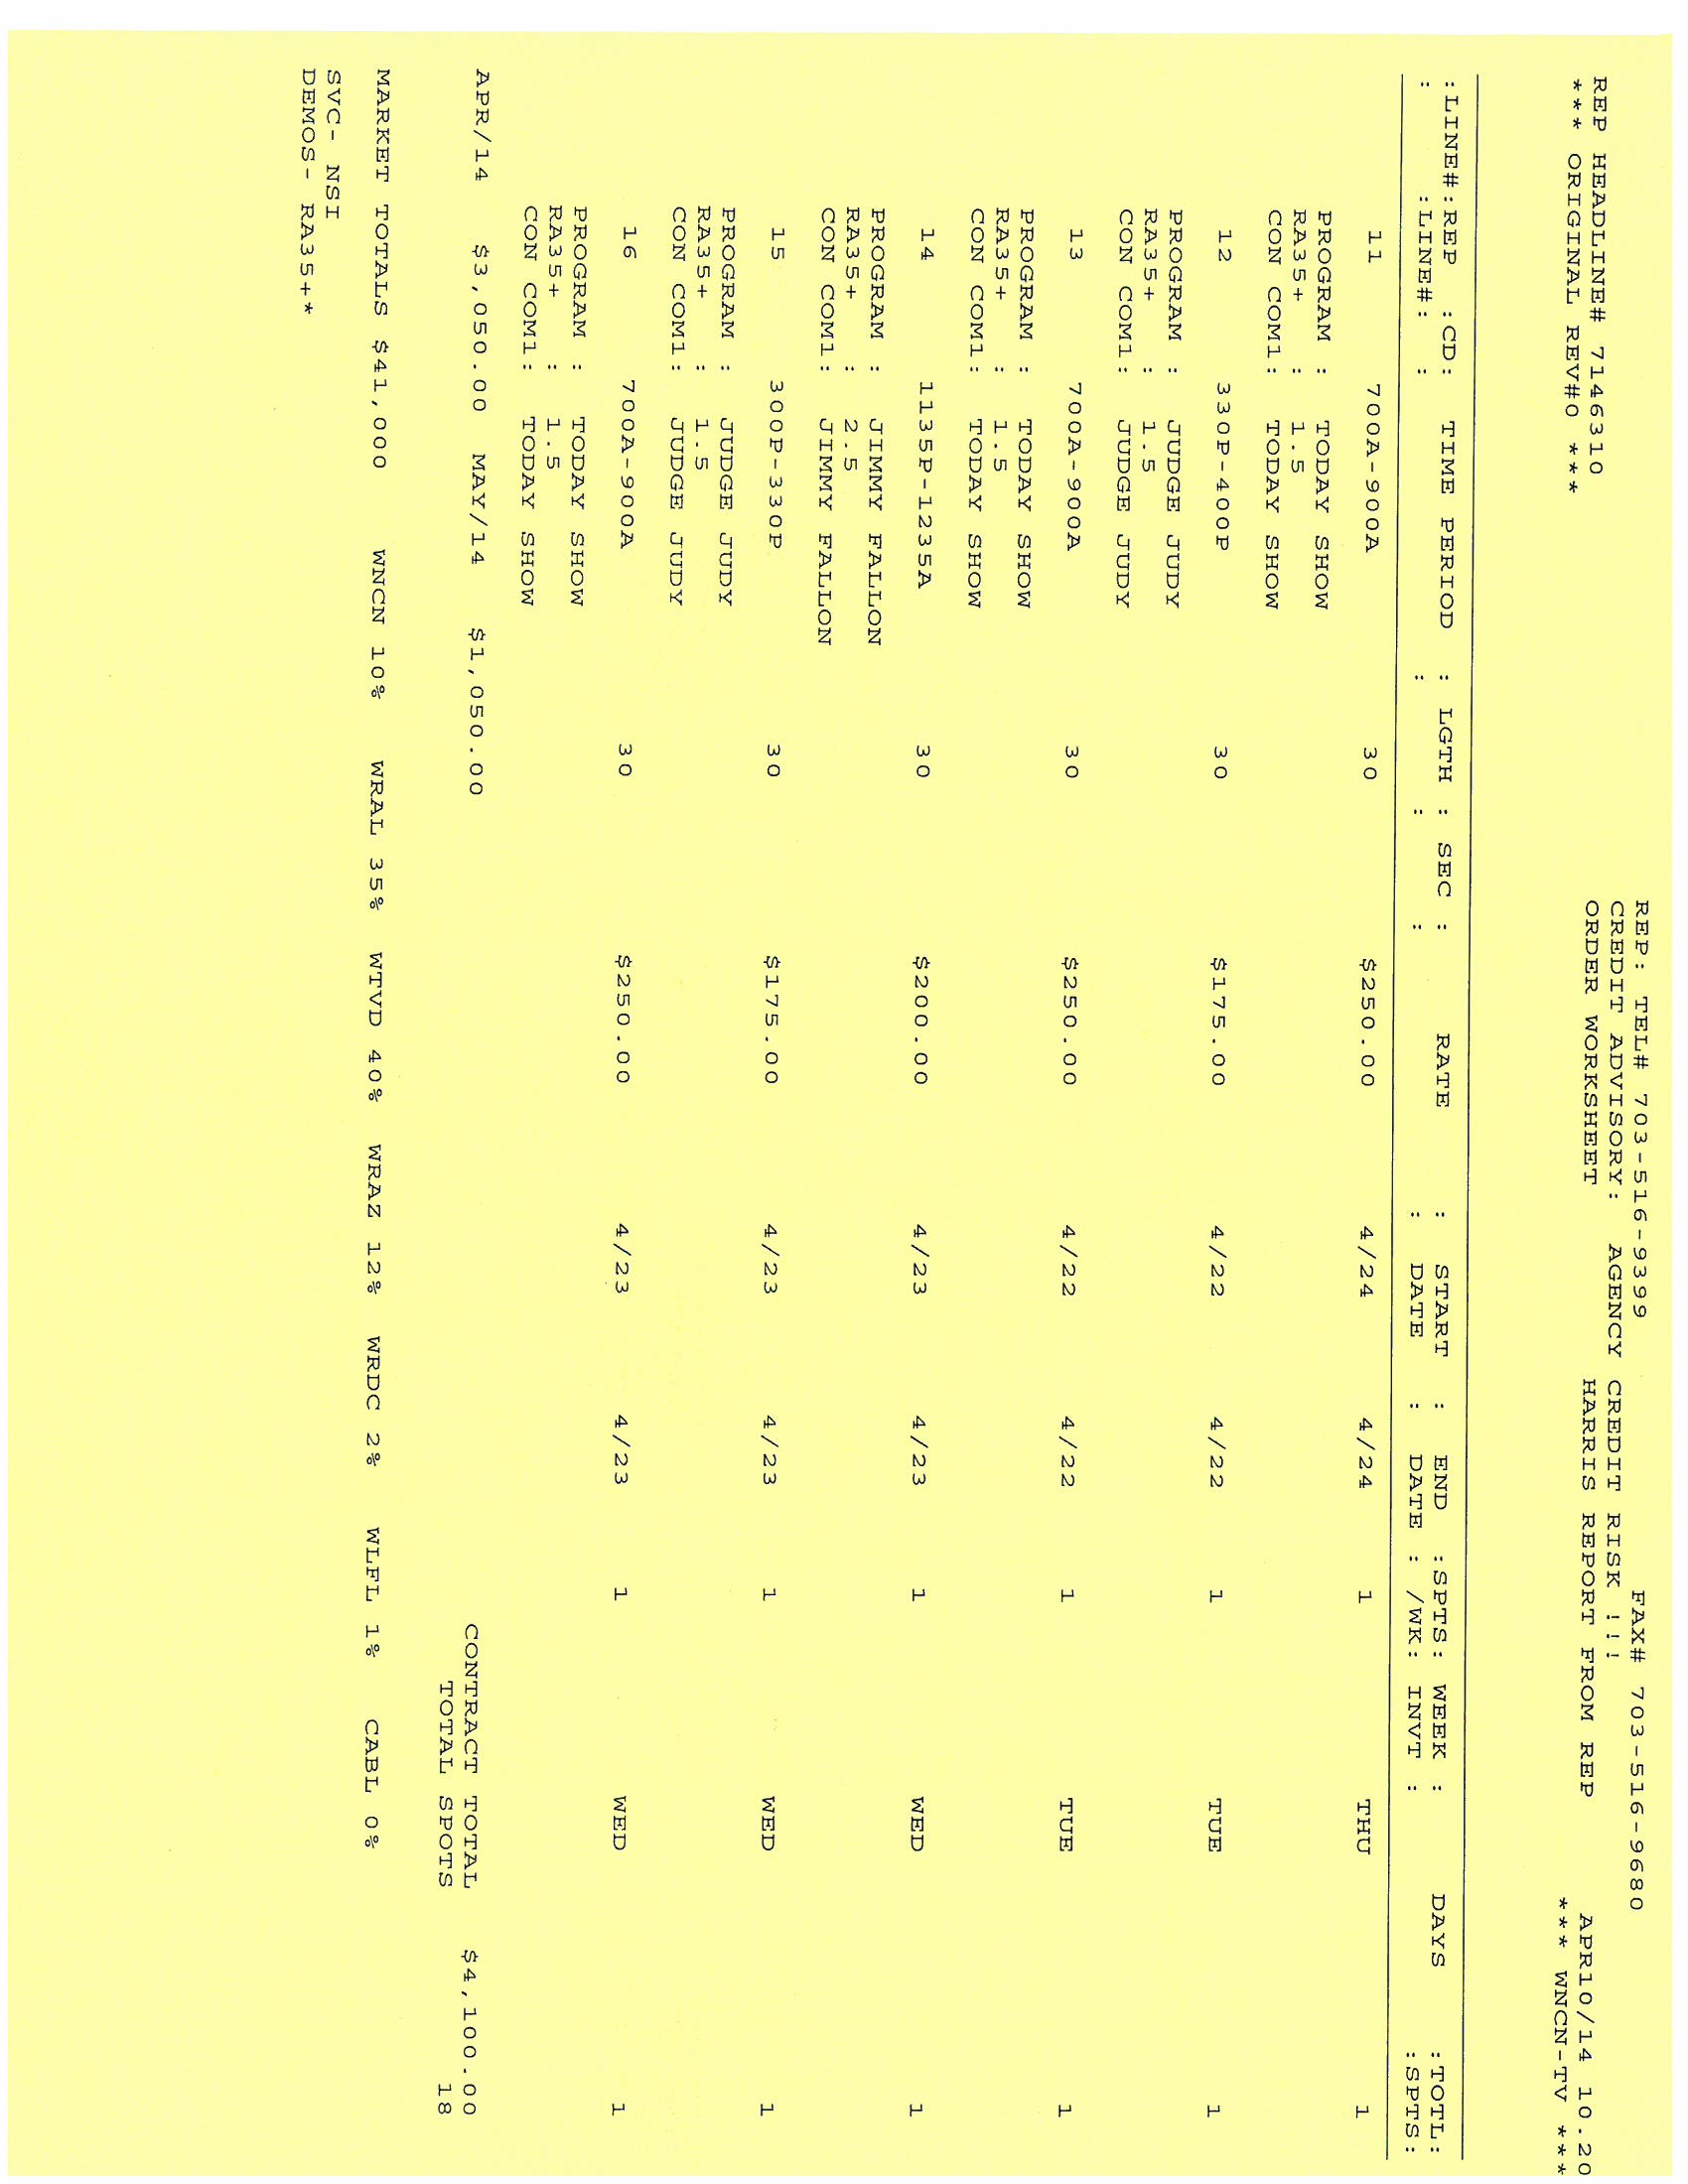 REP: TEL# 703-516-9399 FAX# 703-516-9680
CREDIT ADVISORY: AGENCY CREDIT RISK !!!
REP HEADLINE# 7146310 ORDER WORKSHEET HARRIS REPORT FROM REP APR10/14 10.20
*** ORIGINAL REV#0 *** *** WNCN-TV ***
:LINE#:REP :CD: TIME PERIOD : LGTH : SEC : RATE : START : END :SPTS: WEEK : DAYS :TOTL:
: :LINE#: : : : : : DATE : DATE : /WK: INVT : :SPTS:
11 700A-900A 30 $250.00 4/24 4/24 1 THU 1
PROGRAM : TODAY SHOW
RA35+ : 1.5
CON COM1: TODAY SHOW
12 330P-400P 30 $175.00 4/22 4/22 1 TUE 1
PROGRAM : JUDGE JUDY
RA35+ : 1.5
CON COM1: JUDGE JUDY
13 700A-900A 30 $250.00 4/22 4/22 1 TUE 1
PROGRAM : TODAY SHOW
RA35+ : 1.5
CON COM1: TODAY SHOW
14 1135P-1235A 30 $200.00 4/23 4/23 1 WED 1
PROGRAM : JIMMY FALLON
RA35+ : 2.5
CON COM1: JIMMY FALLON
15 300P-330P 30 $175.00 4/23 4/23 1 WED 1
PROGRAM : JUDGE JUDY
RA35+ : 1.5
CON COM1: JUDGE JUDY
16 700A-900A 30 $250.00 4/23 4/23 1 WED 1
PROGRAM : TODAY SHOW
RA35+ : 1.5
CON COM1: TODAY SHOW
APR/14 $3,050.00 MAY/14 $1,050.00 CONTRACT TOTAL $4,100.00
TOTAL SPOTS 18
MARKET TOTALS $41,000 WNCN 10% WRAL 35% WTVD 40% WRAZ 12% WRDC 2% WLFL 1% CABL 0%
SVC- NSI
DEMOS- RA35+*